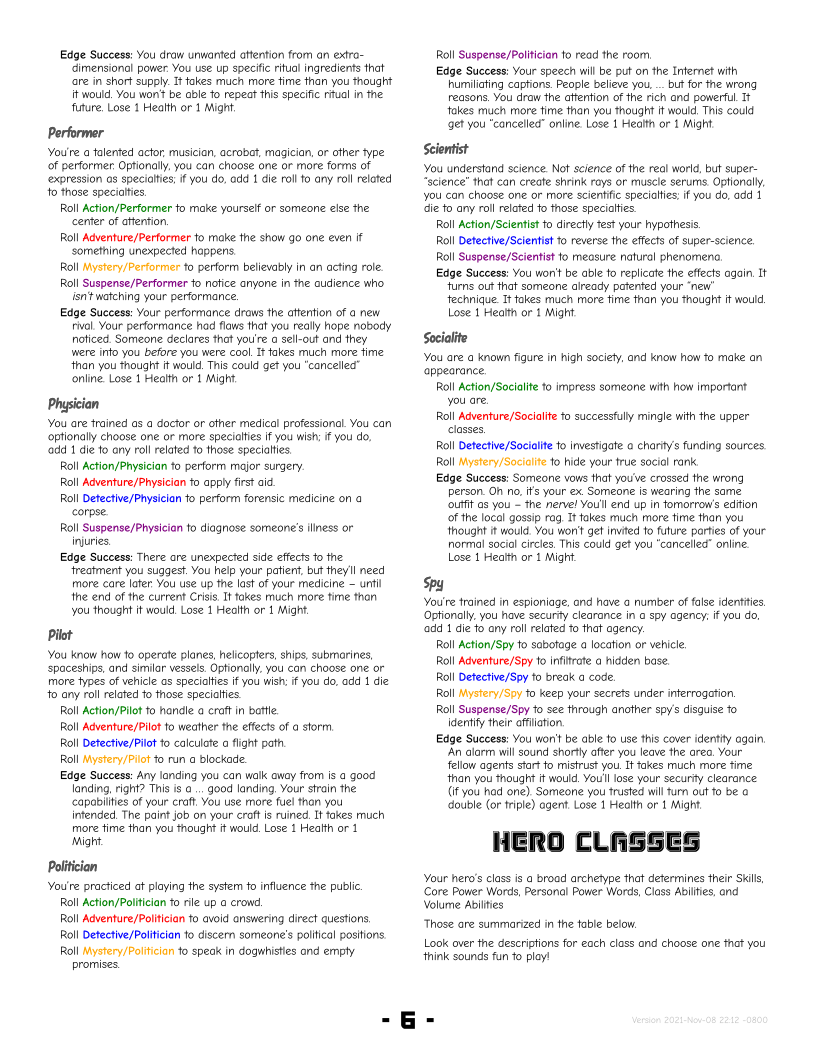 Edge Success: You draw unwanted attention from an extra-
dimensional power. You use up specific ritual ingredients that
are in short supply. It takes much more time than you thought
it would. You won't be able to repeat this specific ritual in the
future. Lose 1 Health or 1 Might.
Performer
You're a talented actor, musician, acrobat, magician, or other type
of performer. Optionally, you can choose one or more forms of
expression as specialties; if you do, add 1 die roll to any roll related
to those specialties.
Roll Action/Performer to make yourself or someone else the
center of attention.
Roll Adventure/Performer to make the show go one even if
something unexpected happens.
Roll Mystery/Performer to perform believably in an acting role.
Roll Suspense/Performer to notice anyone in the audience who
isn't watching your performance.
Edge Success: Your performance draws the attention of a new
rival. Your performance had flaws that you really hope nobody
noticed. Someone declares that you're a sell-out and they
were into you before you were cool. It takes much more time
than you thought it would. This could get you "cancelled"
online. Lose 1 Health or 1 Might.
Physician
You are trained as a doctor or other medical professional. You can
optionally choose one or more specialties if you wish; if you do,
add 1 die to any roll related to those specialties.
Roll Action/Physician to perform major surgery.
Roll Adventure/Physician to apply first aid.
Roll Detective/Physician to perform forensic medicine on a
corpse.
Roll Suspense/Physician to diagnose someone's illness or
injuries.
Edge Success: There are unexpected side effects to the
treatment you suggest. You help your patient, but they'll need
more care later. You use up the last of your medicine – until
the end of the current Crisis. It takes much more time than
you thought it would. Lose 1 Health or 1 Might.
Pilot
You know how to operate planes, helicopters, ships, submarines,
spaceships, and similar vessels. Optionally, you can choose one or
more types of vehicle as specialties if you wish; if you do, add 1 die
to any roll related to those specialties.
Roll Action/Pilot to handle a craft in battle.
Roll Adventure/Pilot to weather the effects of a storm.
Roll Detective/Pilot to calculate a flight path.
Roll Mystery/Pilot to run a blockade.
Edge Success: Any landing you can walk away from is a good
landing, right? This is a ... good landing. Your strain the
capabilities of your craft. You use more fuel than you
intended. The paint job on your craft is ruined. It takes much
more time than you thought it would. Lose 1 Health or 1
Might.
Politician
You're practiced at playing the system to influence the public.
Roll Action/Politician to rile up a crowd.
Roll Adventure/Politician to avoid answering direct questions.
Roll Detective/Politician to discern someone's political positions.
Roll Mystery/Politician to speak in dogwhistles and empty
promises.
Roll Suspense/Politician to read the room.
Edge Success: Your speech will be put on the Internet with
humiliating captions. People believe you, ... but for the wrong
reasons. You draw the attention of the rich and powerful. It
takes much more time than you thought it would. This could
get you "cancelled" online. Lose 1 Health or 1 Might.
Scientist
You understand science. Not science of the real world, but super-
"science" that can create shrink rays or muscle serums. Optionally,
you can choose one or more scientific specialties; if you do, add 1
die to any roll related to those specialties.
Roll Action/Scientist to directly test your hypothesis.
Roll Detective/Scientist to reverse the effects of super-science.
Roll Suspense/Scientist to measure natural phenomena.
Edge Success: You won't be able to replicate the effects again. It
turns out that someone already patented your "new"
technique. It takes much more time than you thought it would.
Lose 1 Health or 1 Might.
Socialite
You are a known figure in high society, and know how to make an
appearance.
Roll Action/Socialite to impress someone with how important
you are.
Roll Adventure/Socialite to successfully mingle with the upper
classes.
Roll Detective/Socialite to investigate a charity's funding sources.
Roll Mystery/Socialite to hide your true social rank.
Edge Success: Someone vows that you've crossed the wrong
person. Oh no, it's your ex. Someone is wearing the same
outfit as you – the nerve! You'll end up in tomorrow's edition
of the local gossip rag. It takes much more time than you
thought it would. You won't get invited to future parties of your
normal social circles. This could get you "cancelled" online.
Lose 1 Health or 1 Might.
Spy
You're trained in espioniage, and have a number of false identities.
Optionally, you have security clearance in a spy agency; if you do,
add 1 die to any roll related to that agency.
Roll Action/Spy to sabotage a location or vehicle.
Roll Adventure/Spy to infiltrate a hidden base.
Roll Detective/Spy to break a code.
Roll Mystery/Spy to keep your secrets under interrogation.
Roll Suspense/Spy to see through another spy's disguise to
identify their affiliation.
Edge Success: You won't be able to use this cover identity again.
An alarm will sound shortly after you leave the area. Your
fellow agents start to mistrust you. It takes much more time
than you thought it would. You'll lose your security clearance
(if you had one). Someone you trusted will turn out to be a
double (or triple) agent. Lose 1 Health or 1 Might.
HERO CLASSES
Your hero's class is a broad archetype that determines their Skills,
Core Power Words, Personal Power Words, Class Abilities, and
Volume Abilities
Those are summarized in the table below.
Look over the descriptions for each class and choose one that you
think sounds fun to play!
- 6 -
Version 2021-Nov-08 22:12 -0800